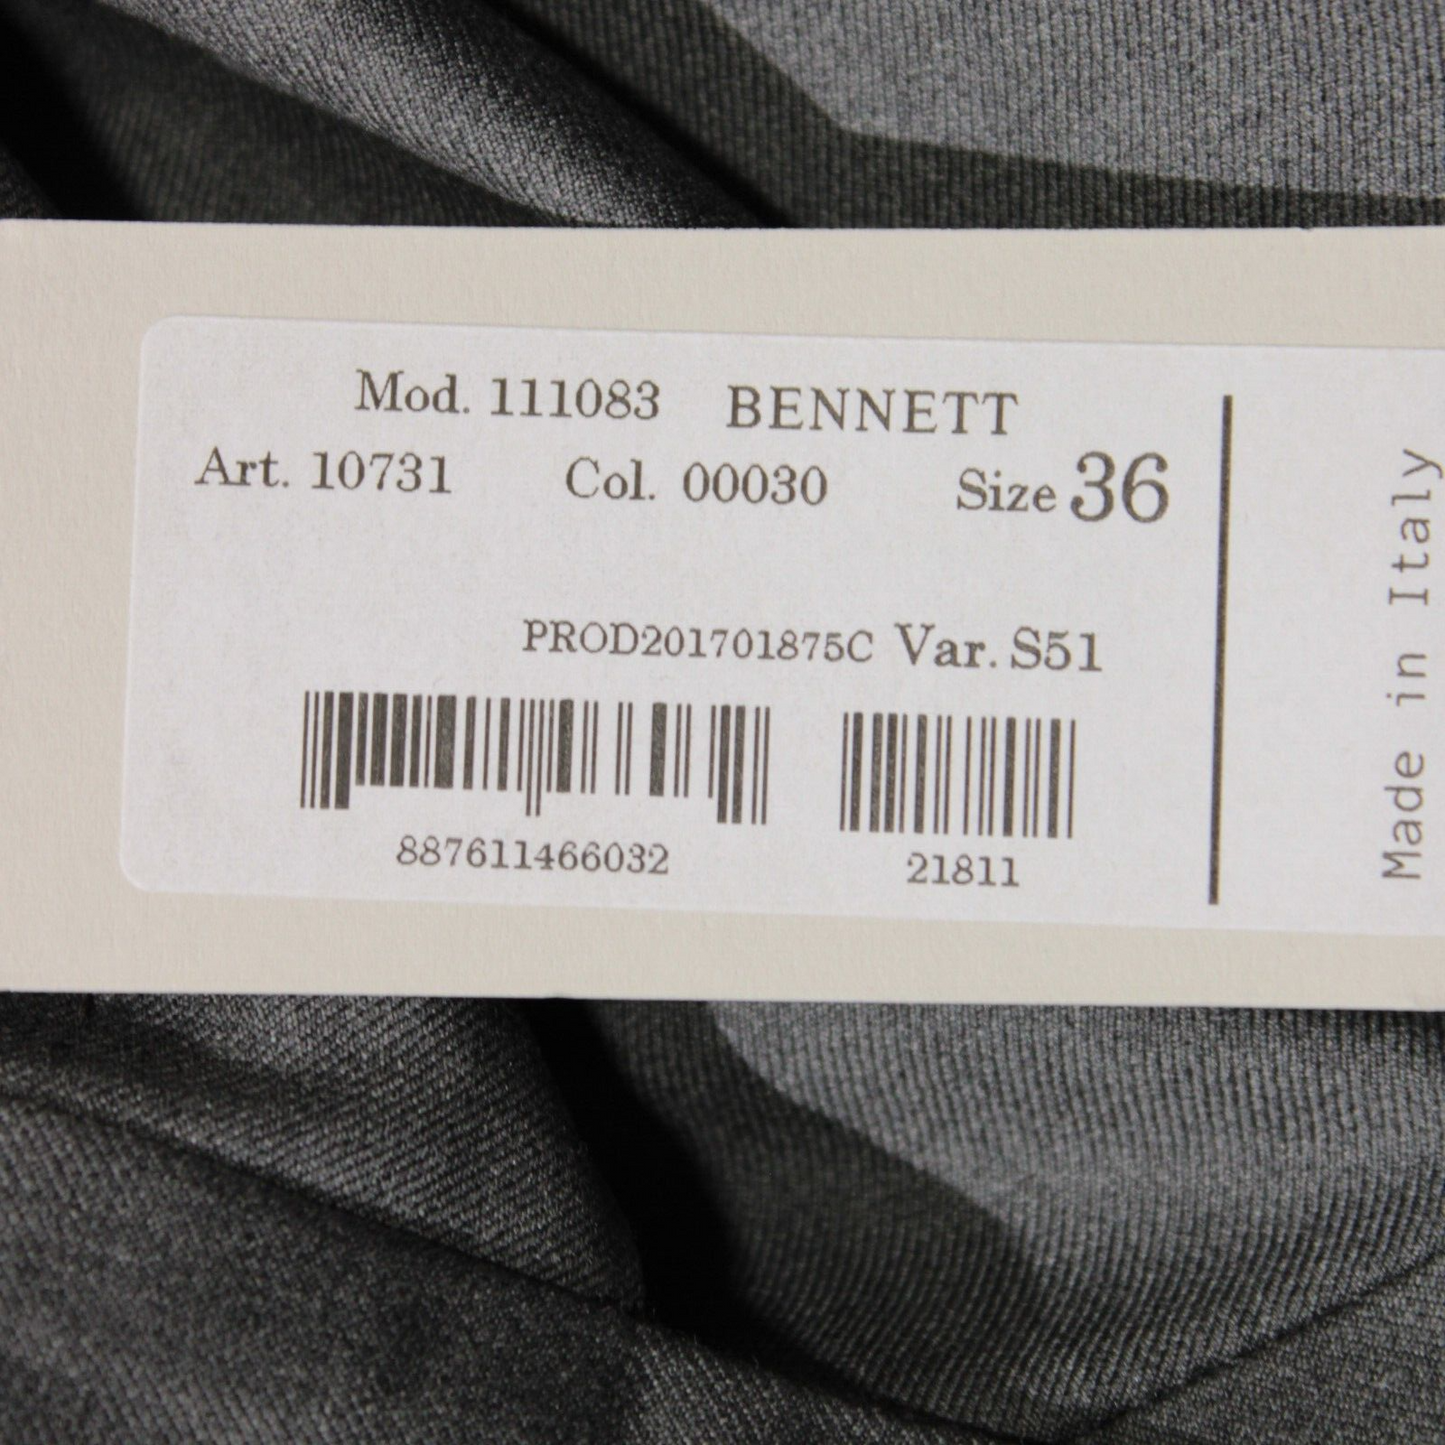 Mod. 111083 BENNETT
Art. 10731 Col. 00030 Size 36
PROD201701875C Var. S51
887611466032 21811
Made in Italy